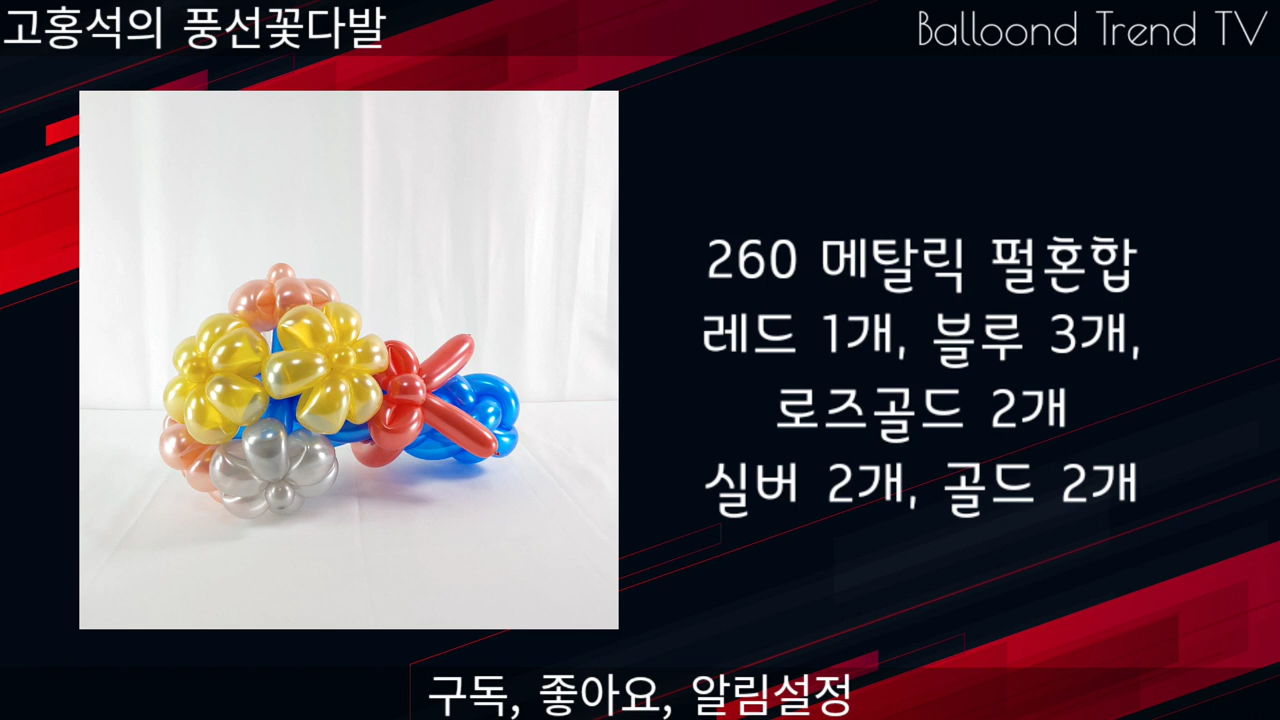 고홍석의 풍선꽃다발
Balloond Trend TV
260 메탈릭 펄혼합
레드 1개, 블루 3개,
로즈골드 2개
실버 2개, 골드 2개
구독, 좋아요, 알림설정